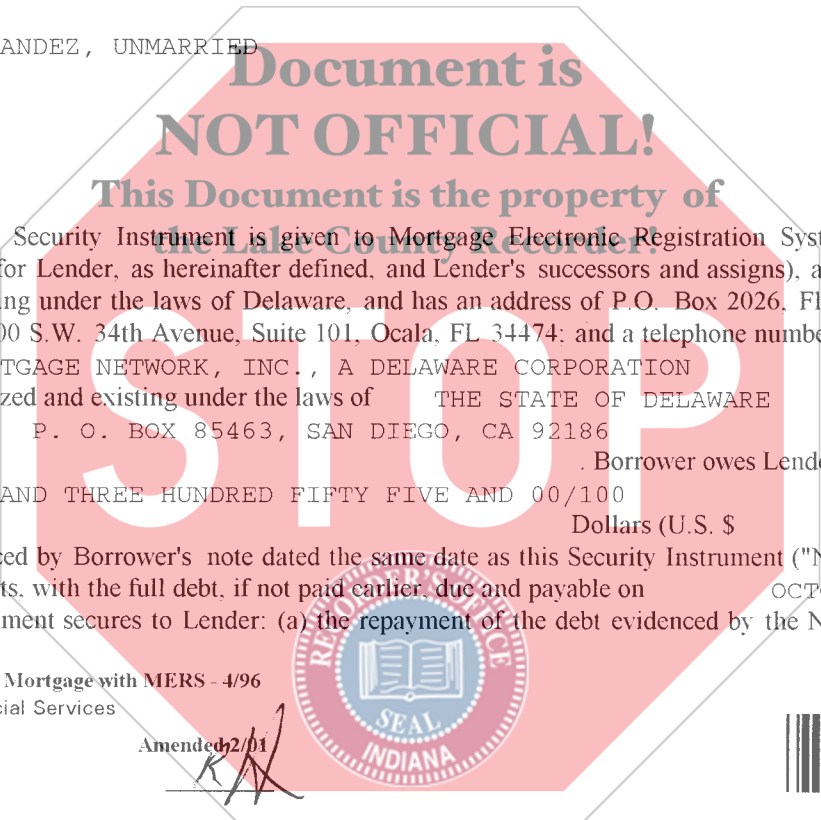 ANDEZ, UNMARRIED
Document is
NOT OFFICIAL!
This Document is the property of
the Lake County Recorder!
Security Instrument is given to Mortgage Electronic Registration Syst
for Lender, as hereinafter defined, and Lender's successors and assigns), a
ng under the laws of Delaware, and has an address of P.O. Box 2026, Fl
00 S.W. 34th Avenue, Suite 101, Ocala, FL 34474; and a telephone numbe
TGAGE NETWORK, INC., A DELAWARE CORPORATION
zed and existing under the laws of THE STATE OF DELAWARE
P. O. BOX 85463, SAN DIEGO, CA 92186
. Borrower owes Lende
AND THREE HUNDRED FIFTY FIVE AND 00/100
Dollars (U.S. $
STOP
ced by Borrower's note dated the same date as this Security Instrument ("N
ts, with the full debt, if not paid earlier, due and payable on OCT
ment secures to Lender: (a) the repayment of the debt evidenced by the N
RECORDER'S OFFICE
SEAL
INDIANA
Mortgage with MERS - 4/96
cial Services
Amended 2/01